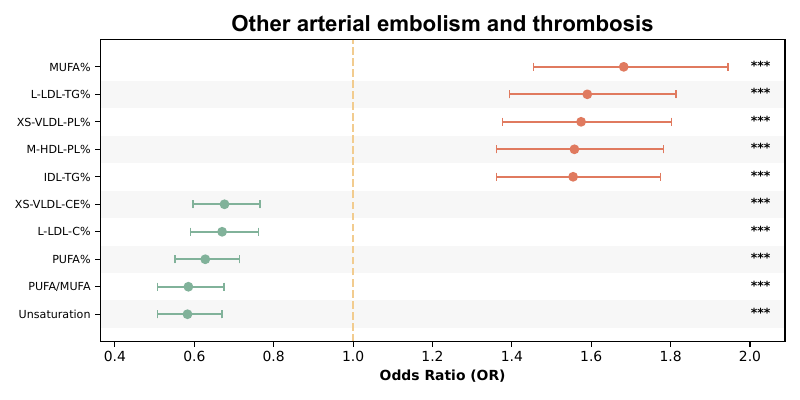 Other arterial embolism and thrombosis
MUFA% ***
L-LDL-TG% ***
XS-VLDL-PL% ***
M-HDL-PL% ***
IDL-TG% ***
XS-VLDL-CE% ***
L-LDL-C% ***
PUFA% ***
PUFA/MUFA ***
Unsaturation ***
0.4 0.6 0.8 1.0 1.2 1.4 1.6 1.8 2.0
Odds Ratio (OR)